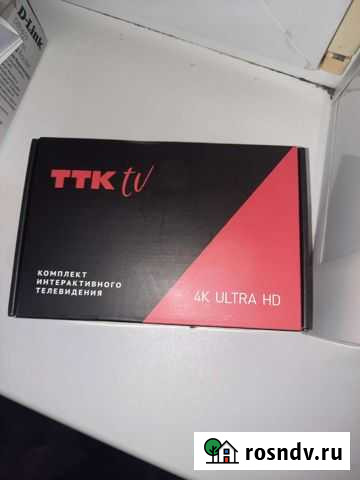 D-Link
ТТК tv
КОМПЛЕКТ
ИНТЕРАКТИВНОГО
ТЕЛЕВИДЕНИЯ
4K ULTRA HD
rosndv.ru